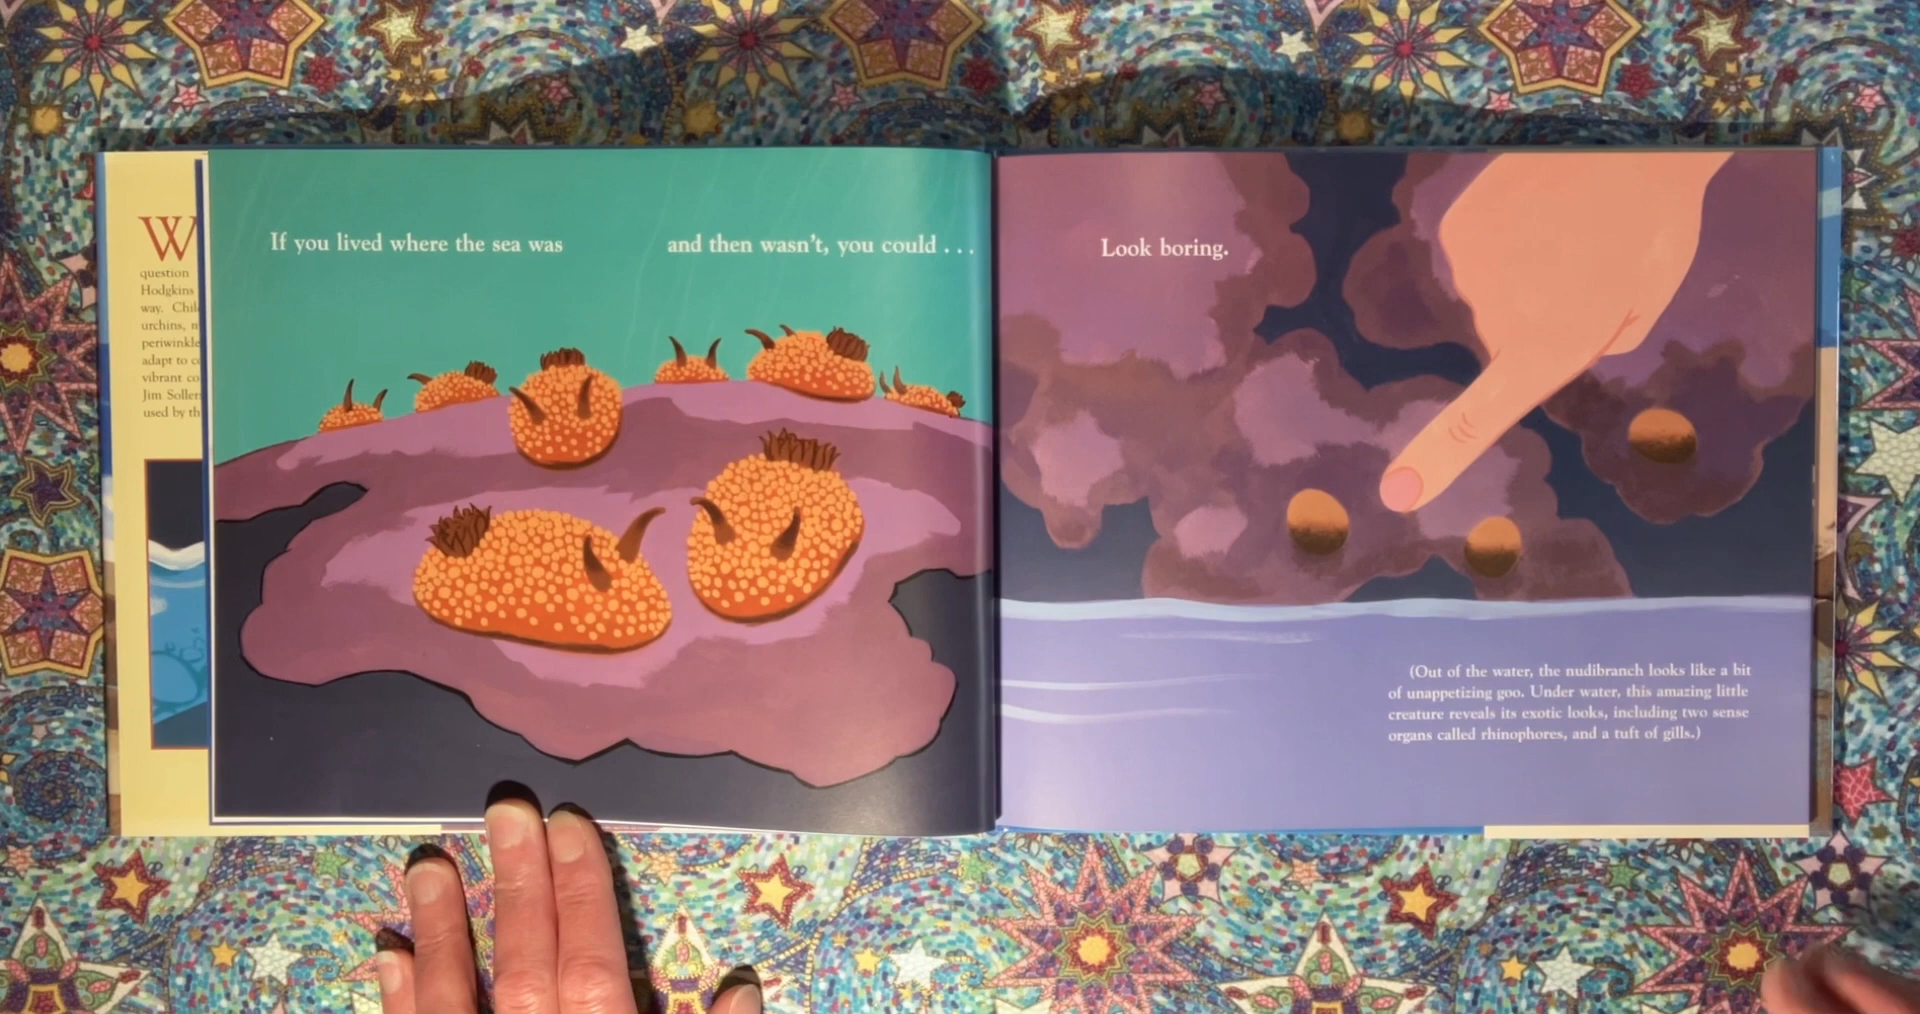 W
question
Hodgkins
way. Chil
urchins, m
periwinkle
adapt to c
vibrant co
Jim Soller
used by th
If you lived where the sea was and then wasn't, you could . . .
Look boring.
(Out of the water, the nudibranch looks like a bit
of unappetizing goo. Under water, this amazing little
creature reveals its exotic looks, including two sense
organs called rhinophores, and a tuft of gills.)